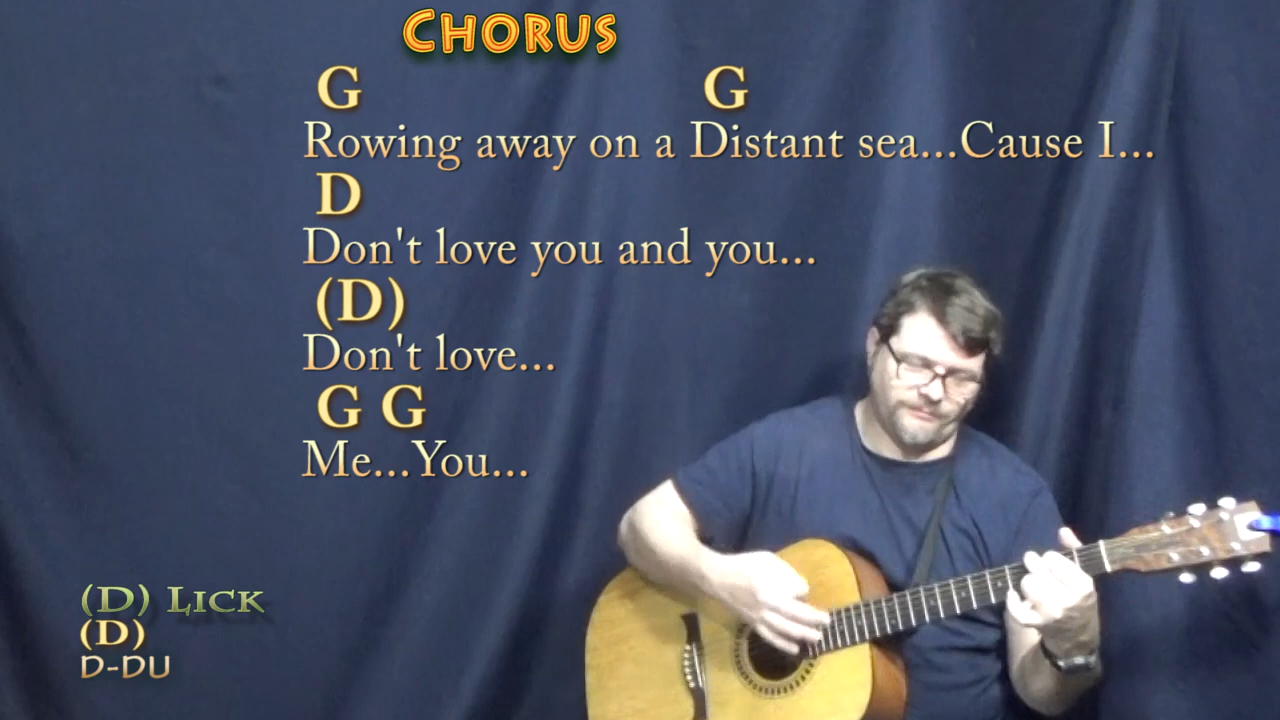 CHORUS
G G
Rowing away on a Distant sea...Cause I...
D
Don't love you and you...
(D)
Don't love...
G G
Me...You...
(D) LICK
(D)
D-DU